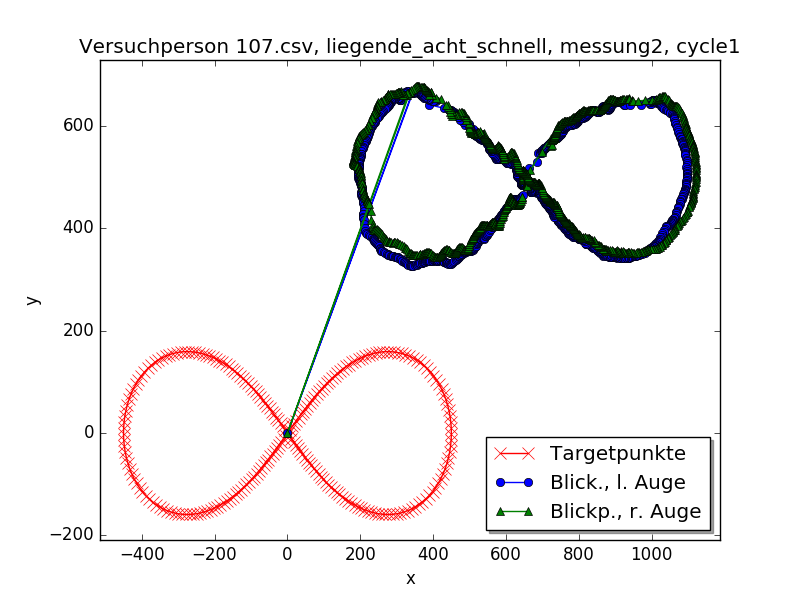 Versuchperson 107.csv, liegende_acht_schnell, messung2, cycle1
600
400
200
0
−200
y
−400
−200
0
200
400
600
800
1000
x
Targetpunkte
Blick., l. Auge
Blickp., r. Auge